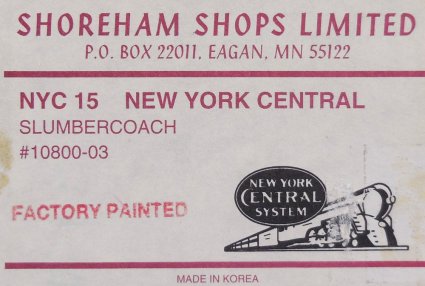 SHOREHAM SHOPS LIMITED
P.O. BOX 22011, EAGAN, MN 55122
NYC 15 NEW YORK CENTRAL
SLUMBERCOACH
#10800-03
FACTORY PAINTED
NEW YORK
CENTRAL
SYSTEM
MADE IN KOREA